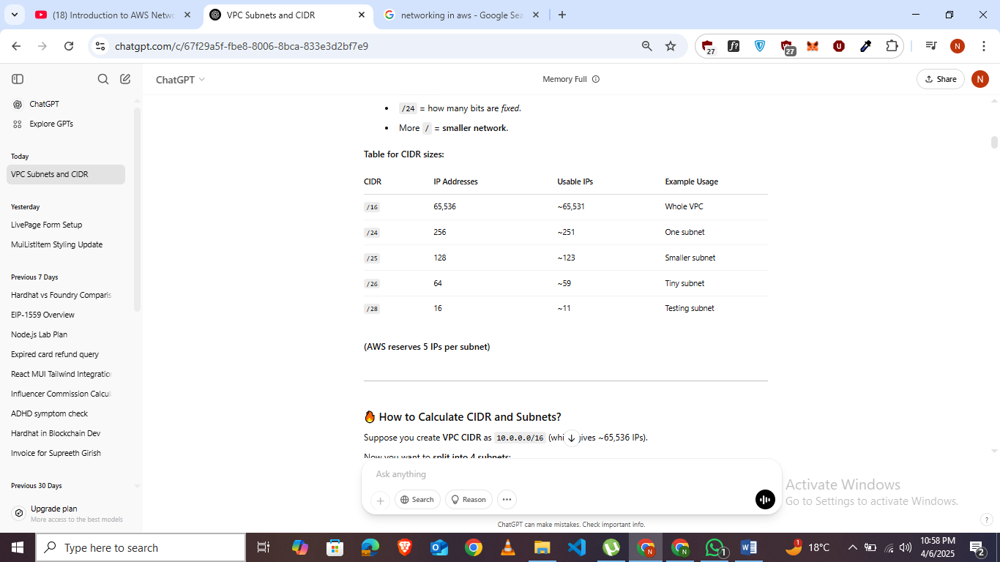 (18) Introduction to AWS Netwo
VPC Subnets and CIDR
networking in aws - Google Sea
chatgpt.com/c/67f29a5f-fbe8-8006-8bca-833e3d2bf7e9
27
f?
27
N
ChatGPT
Memory Full
Share
N
ChatGPT
Explore GPTs
Today
VPC Subnets and CIDR
Yesterday
LivePage Form Setup
MuiListItem Styling Update
Previous 7 Days
Hardhat vs Foundry Comparis
EIP-1559 Overview
Node.js Lab Plan
Expired card refund query
React MUI Tailwind Integratio
Influencer Commission Calcul
ADHD symptom check
Hardhat in Blockchain Dev
Invoice for Supreeth Girish
Previous 30 Days
Upgrade plan
More access to the best models
• /24 = how many bits are fixed.
• More / = smaller network.
Table for CIDR sizes:
CIDR IP Addresses Usable IPs Example Usage
/16 65,536 ~65,531 Whole VPC
/24 256 ~251 One subnet
/25 128 ~123 Smaller subnet
/26 64 ~59 Tiny subnet
/28 16 ~11 Testing subnet
(AWS reserves 5 IPs per subnet)
🔥 How to Calculate CIDR and Subnets?
Suppose you create VPC CIDR as 10.0.0.0/16 (whi gives ~65,536 IPs).
Now you want to split into 4 subnets:
Ask anything
Search
Reason
ChatGPT can make mistakes. Check important info.
?
Activate Windows
Go to Settings to activate Windows.
Type here to search
18°C
10:58 PM
4/6/2025
2